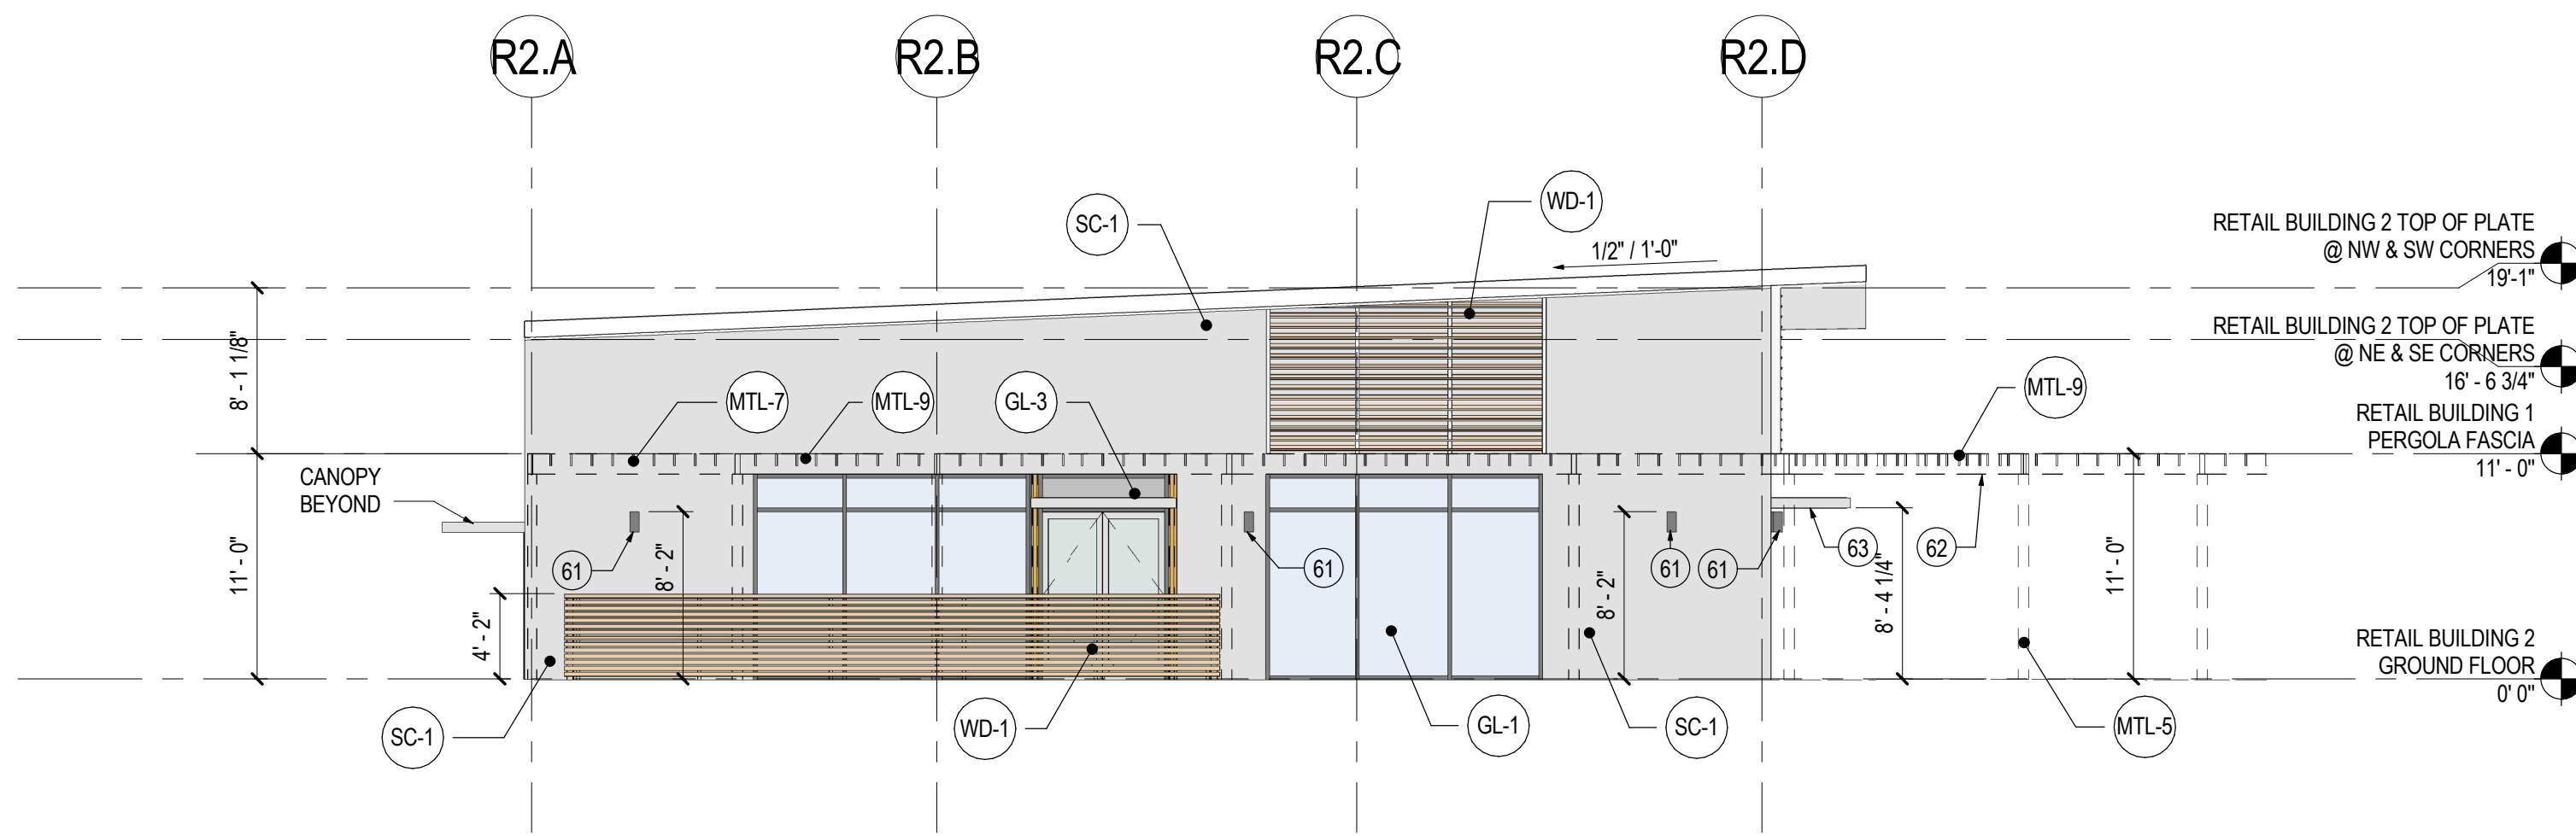 R2.A
R2.B
R2.C
R2.D
WD-1
SC-1
1/2" / 1'-0"
RETAIL BUILDING 2 TOP OF PLATE
@ NW & SW CORNERS
19'-1"
RETAIL BUILDING 2 TOP OF PLATE
@ NE & SE CORNERS
16' - 6 3/4"
8' - 1 1/8"
MTL-7
MTL-9
GL-3
MTL-9
RETAIL BUILDING 1
PERGOLA FASCIA
11' - 0"
CANOPY
BEYOND
11' - 0"
61
8' - 2"
61
8' - 2"
61
61
63
8' - 4 1/4"
62
11' - 0"
4' - 2"
RETAIL BUILDING 2
GROUND FLOOR
0' 0"
SC-1
WD-1
GL-1
SC-1
MTL-5